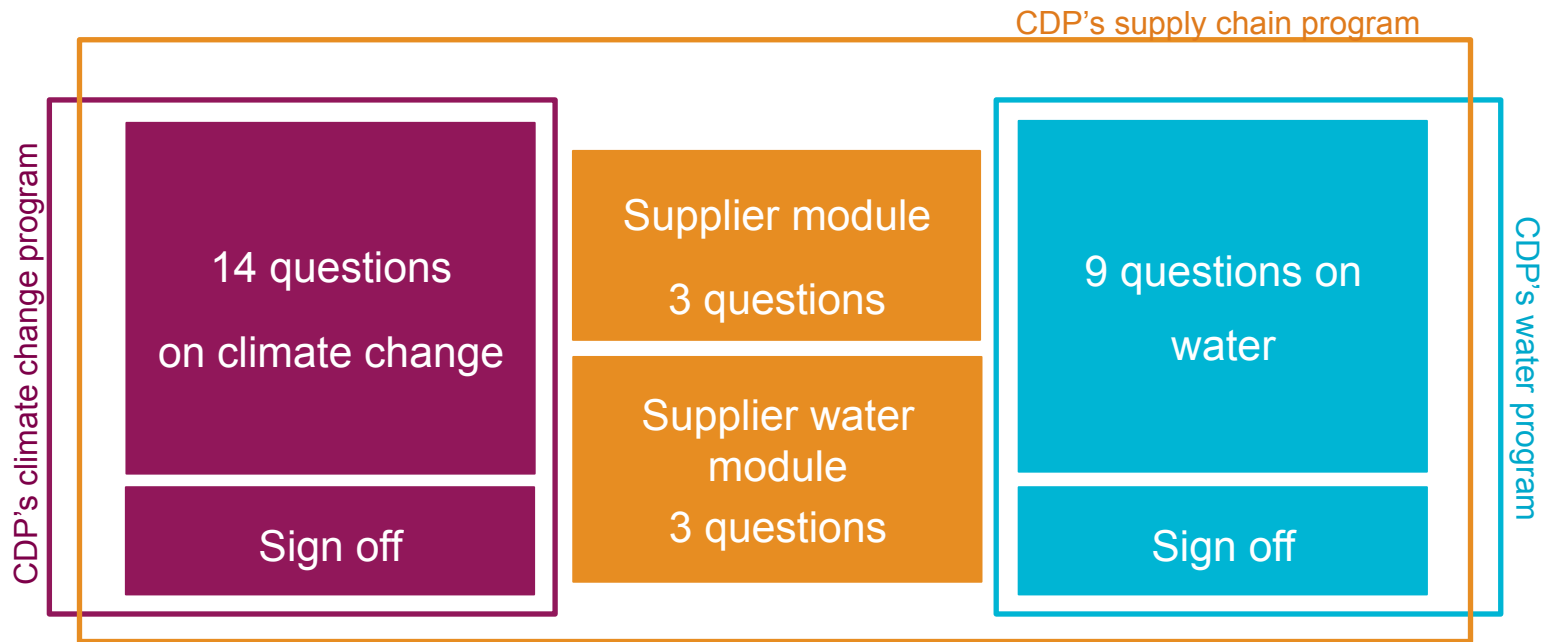 CDP's supply chain program
CDP's climate change program
14 questions
on climate change
Sign off
Supplier module
3 questions
Supplier water
module
3 questions
9 questions on
water
Sign off
CDP's water program